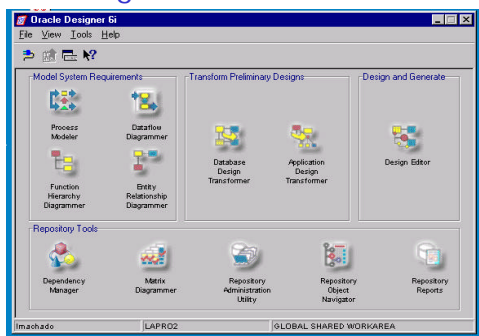 Oracle Designer 6i
File View Tools Help
Model System Requirements
Process
Modeler
Dataflow
Diagrammer
Function
Hierarchy
Diagrammer
Entity
Relationship
Diagrammer
Transform Preliminary Designs
Database
Design
Transformer
Application
Design
Transformer
Design and Generate
Design Editor
Repository Tools
Dependency
Manager
Matrix
Diagrammer
Repository
Administration
Utility
Repository
Object
Navigator
Repository
Reports
lmachado LAPRO2 GLOBAL SHARED WORKAREA